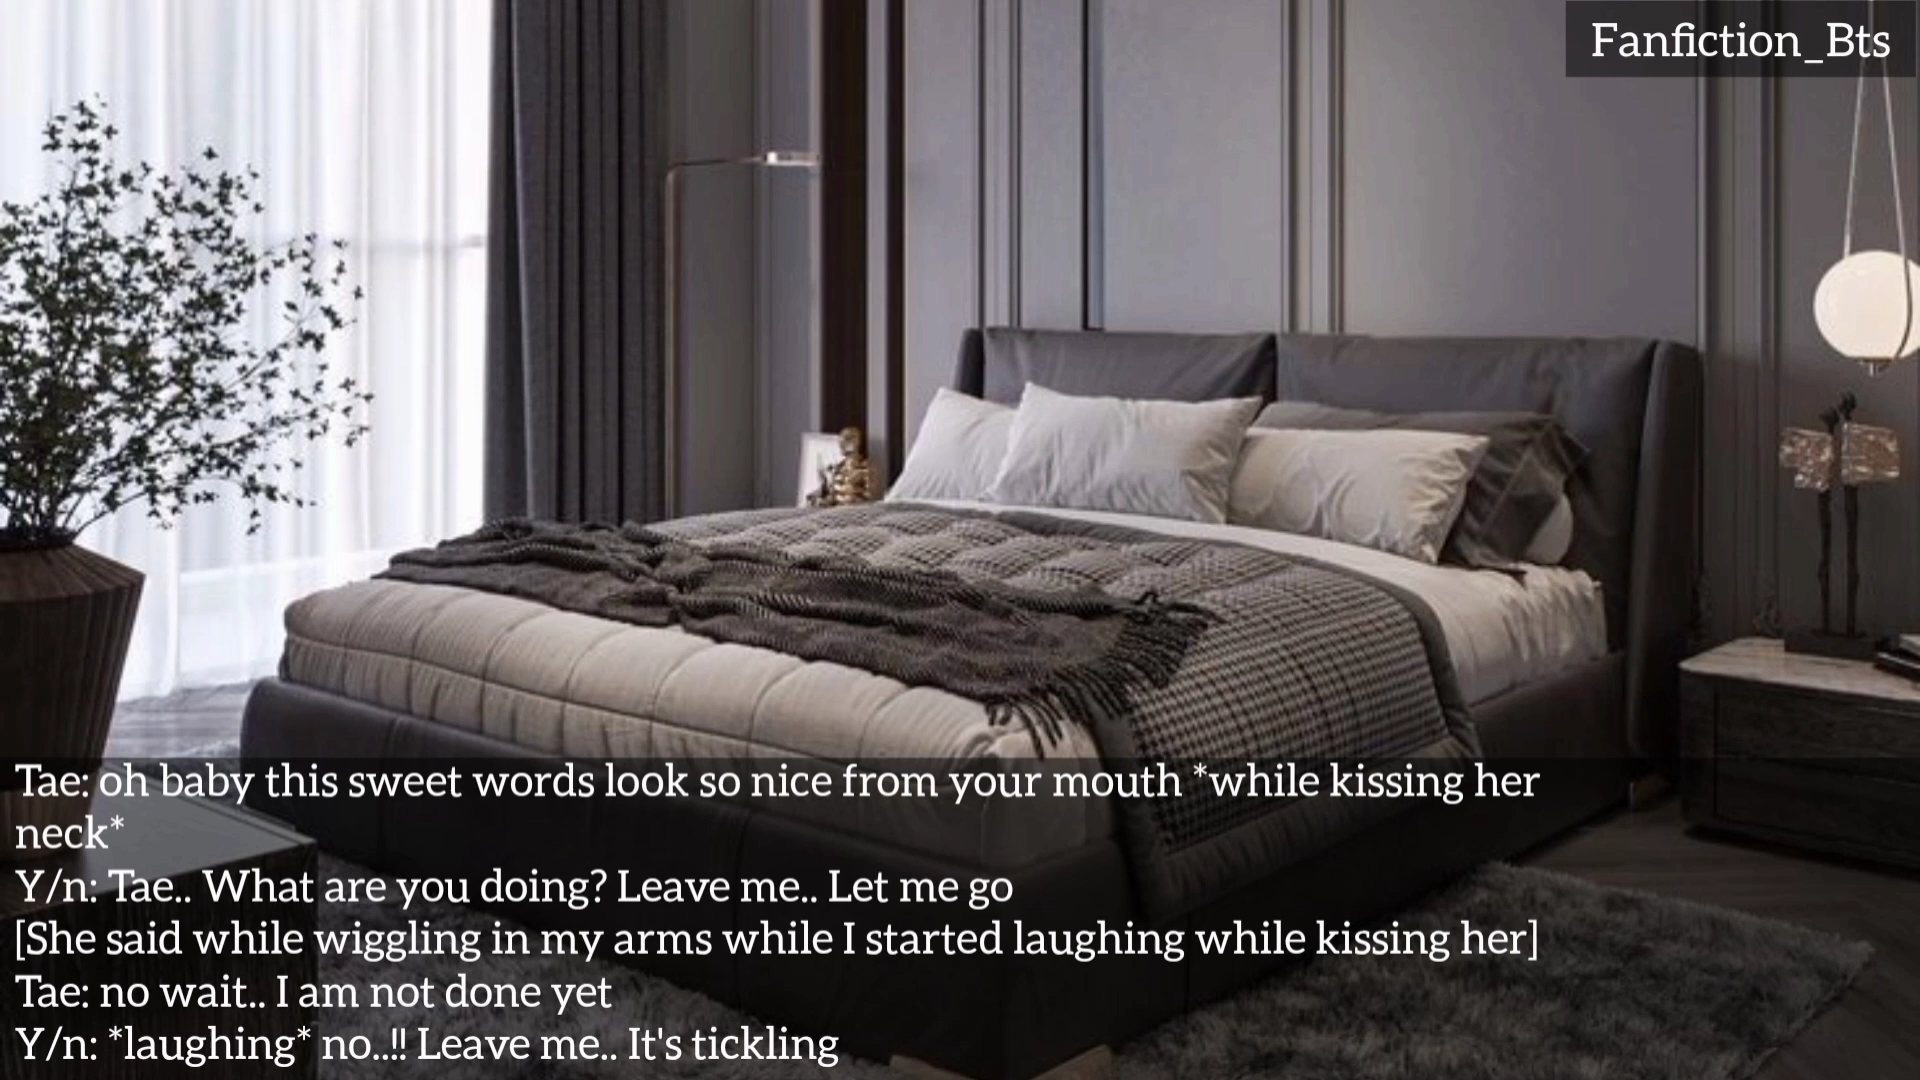 Fanfiction_Bts
Tae: oh baby this sweet words look so nice from your mouth *while kissing her
neck*
Y/n: Tae.. What are you doing? Leave me.. Let me go
[She said while wiggling in my arms while I started laughing while kissing her]
Tae: no wait.. I am not done yet
Y/n: *laughing* no..!! Leave me.. It's tickling